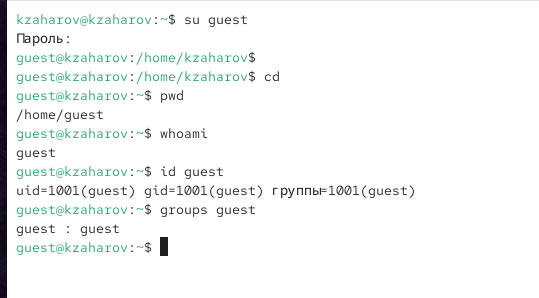 kzaharov@kzaharov:~$ su guest
Пароль:
guest@kzaharov:/home/kzaharov$
guest@kzaharov:/home/kzaharov$ cd
guest@kzaharov:~$ pwd
/home/guest
guest@kzaharov:~$ whoami
guest
guest@kzaharov:~$ id guest
uid=1001(guest) gid=1001(guest) группы=1001(guest)
guest@kzaharov:~$ groups guest
guest : guest
guest@kzaharov:~$